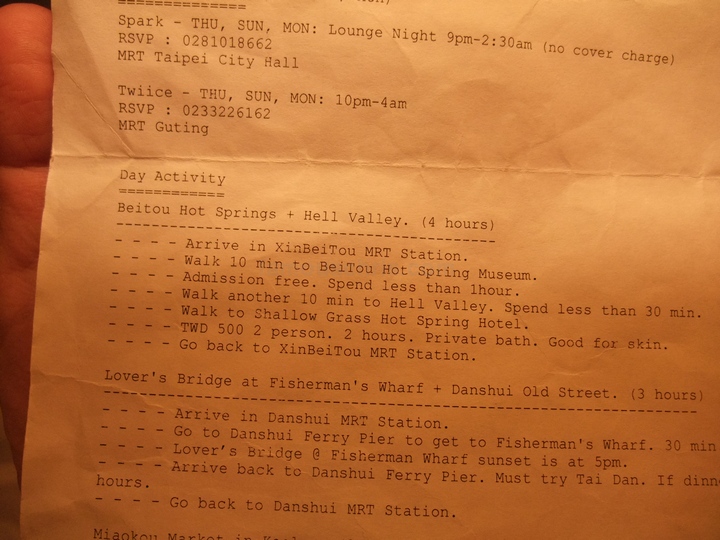 =============
Spark - THU, SUN, MON: Lounge Night 9pm-2:30am (no cover charge)
RSVP : 0281018662
MRT Taipei City Hall
Twiice - THU, SUN, MON: 10pm-4am
RSVP : 0233226162
MRT Guting
Day Activity
============
Beitou Hot Springs + Hell Valley. (4 hours)
-------------------------------------------
- - - - Arrive in XinBeiTou MRT Station.
- - - - Walk 10 min to BeiTou Hot Spring Museum.
- - - - Admission free. Spend less than 1hour.
- - - - Walk another 10 min to Hell Valley. Spend less than 30 min.
- - - - Walk to Shallow Grass Hot Spring Hotel.
- - - - TWD 500 2 person. 2 hours. Private bath. Good for skin.
- - - - Go back to XinBeiTou MRT Station.
Lover's Bridge at Fisherman's Wharf + Danshui Old Street. (3 hours)
-------------------------------------------------------------------
- - - - Arrive in Danshui MRT Station.
- - - - Go to Danshui Ferry Pier to get to Fisherman's Wharf. 30 min
- - - - Lover's Bridge @ Fisherman Wharf sunset is at 5pm.
- - - - Arrive back to Danshui Ferry Pier. Must try Tai Dan. If dinn
hours.
- - - - Go back to Danshui MRT Station.
Miaokou Market in